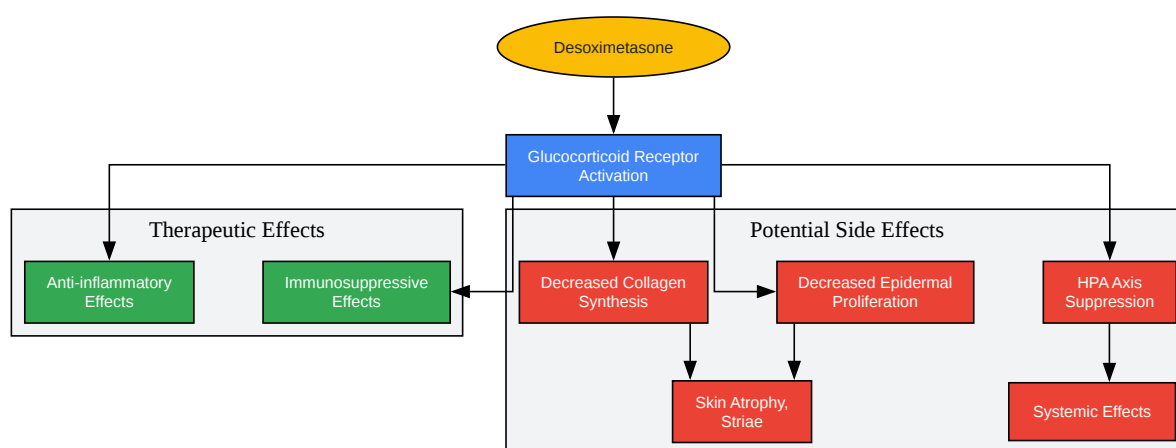 Desoximetasone
Glucocorticoid Receptor
Activation
Therapeutic Effects
Potential Side Effects
Anti-inflammatory
Effects
Immunosuppressive
Effects
Decreased Collagen
Synthesis
Decreased Epidermal
Proliferation
HPA Axis
Suppression
Skin Atrophy,
Striae
Systemic Effects